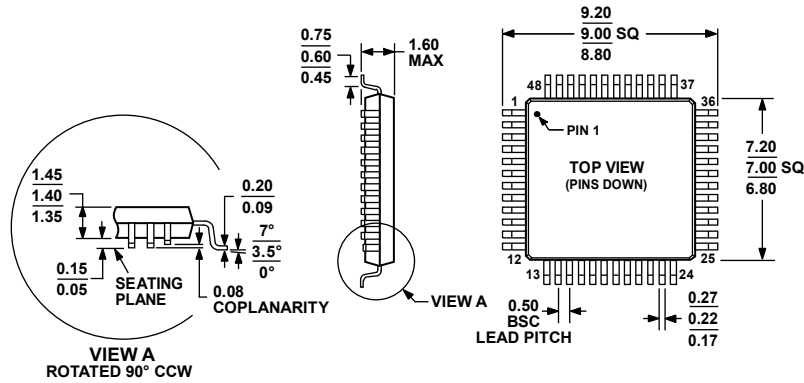 0.75
0.60
0.45
1.60
MAX
9.20
9.00 SQ
8.80
48
37
1
36
PIN 1
TOP VIEW
(PINS DOWN)
7.20
7.00 SQ
6.80
1.45
1.40
1.35
0.20
0.09
7°
3.5°
0°
0.15
0.05
SEATING
PLANE
0.08
COPLANARITY
VIEW A
12
25
13
24
0.50
BSC
LEAD PITCH
0.27
0.22
0.17
VIEW A
ROTATED 90° CCW